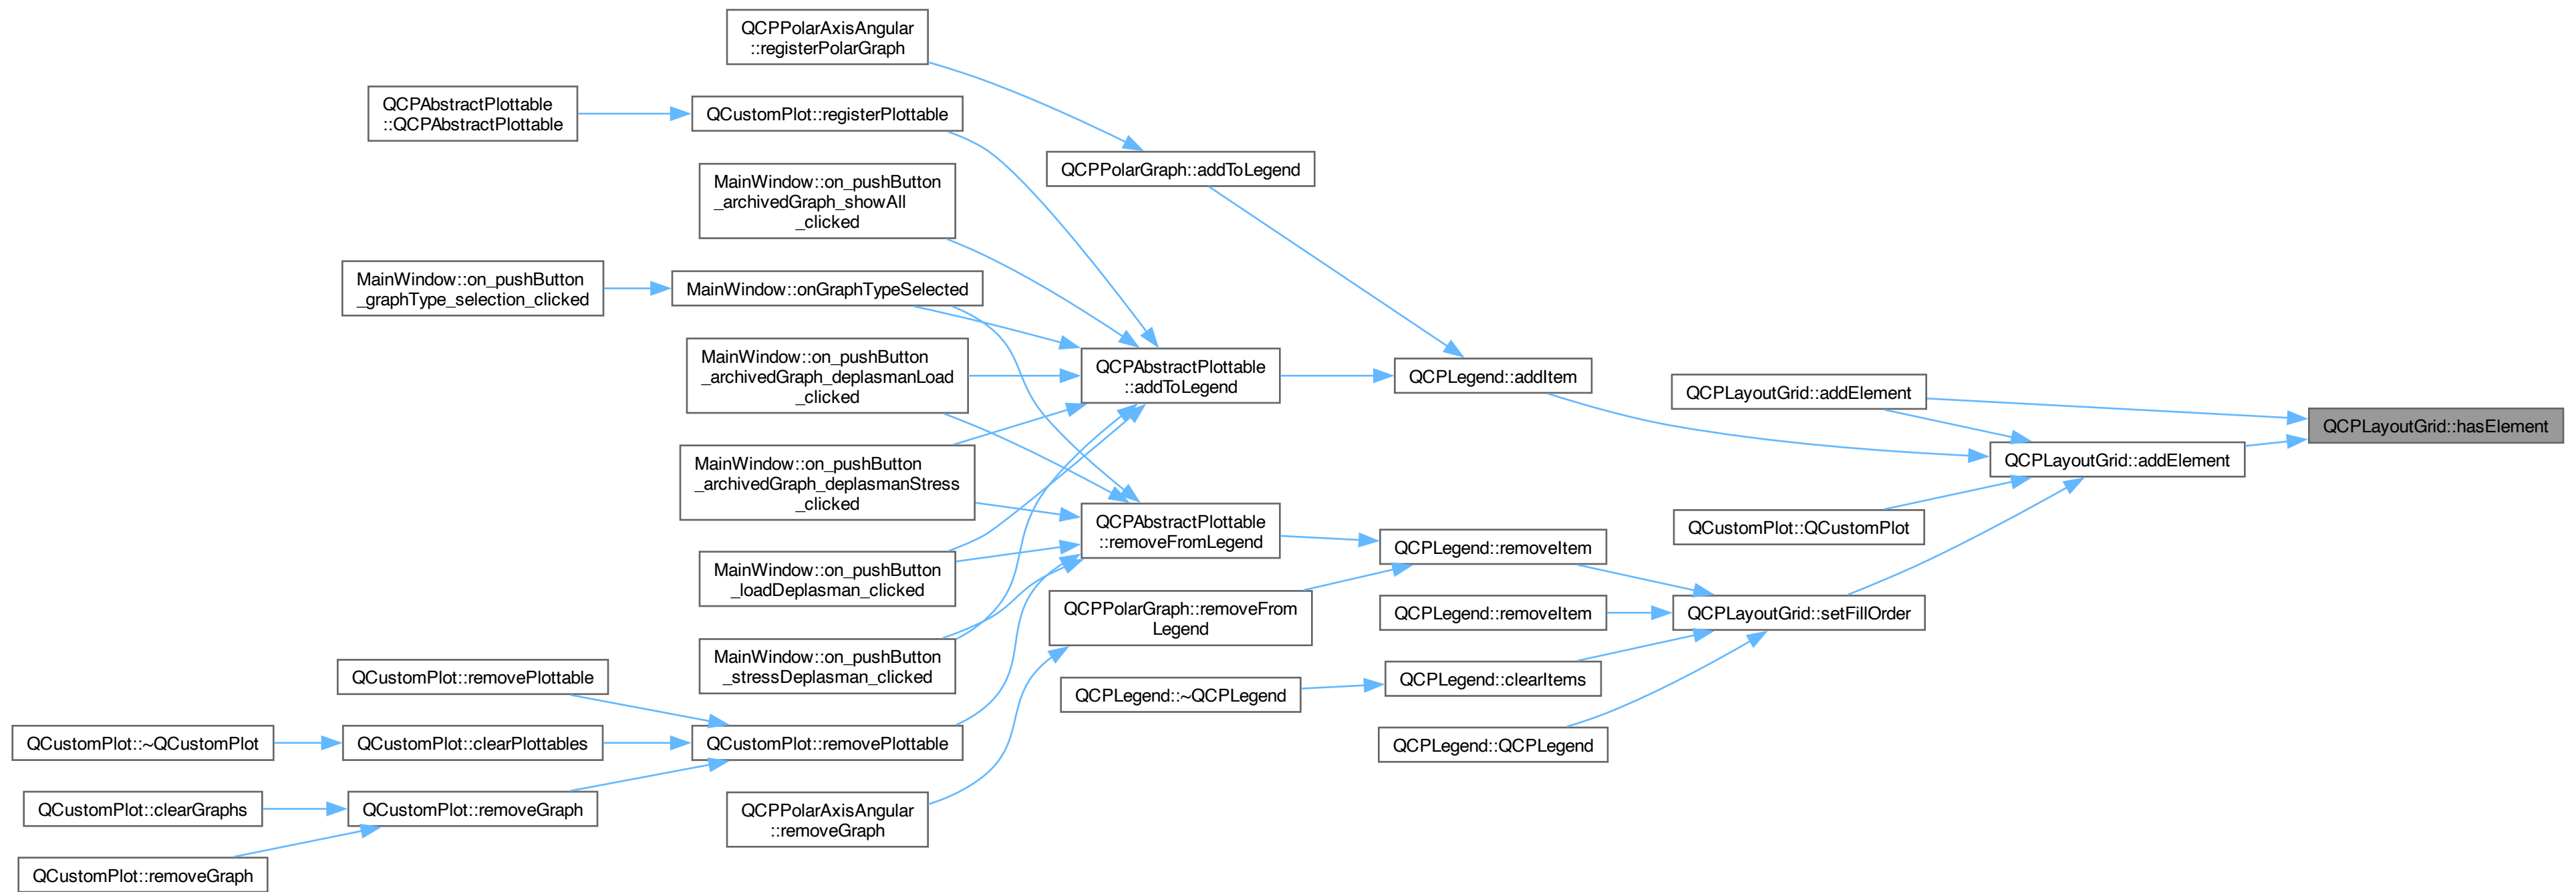 QCPPolarAxisAngular
::registerPolarGraph
QCPAbstractPlottable
::QCPAbstractPlottable
QCustomPlot::registerPlottable
MainWindow::on_pushButton
_archivedGraph_showAll
_clicked
QCPPolarGraph::addToLegend
MainWindow::on_pushButton
_graphType_selection_clicked
MainWindow::onGraphTypeSelected
MainWindow::on_pushButton
_archivedGraph_deplasmanLoad
_clicked
QCPAbstractPlottable
::addToLegend
QCPLegend::addItem
QCPLayoutGrid::addElement
QCPLayoutGrid::hasElement
QCPLayoutGrid::addElement
MainWindow::on_pushButton
_archivedGraph_deplasmanStress
_clicked
QCPAbstractPlottable
::removeFromLegend
QCPLegend::removeItem
QCustomPlot::QCustomPlot
MainWindow::on_pushButton
_loadDeplasman_clicked
QCPPolarGraph::removeFrom
Legend
QCPLegend::removeItem
QCPLayoutGrid::setFillOrder
MainWindow::on_pushButton
_stressDeplasman_clicked
QCPLegend::~QCPLegend
QCPLegend::clearItems
QCPLegend::QCPLegend
QCustomPlot::removePlottable
QCustomPlot::~QCustomPlot
QCustomPlot::clearPlottables
QCustomPlot::removePlottable
QCustomPlot::clearGraphs
QCustomPlot::removeGraph
QCPPolarAxisAngular
::removeGraph
QCustomPlot::removeGraph